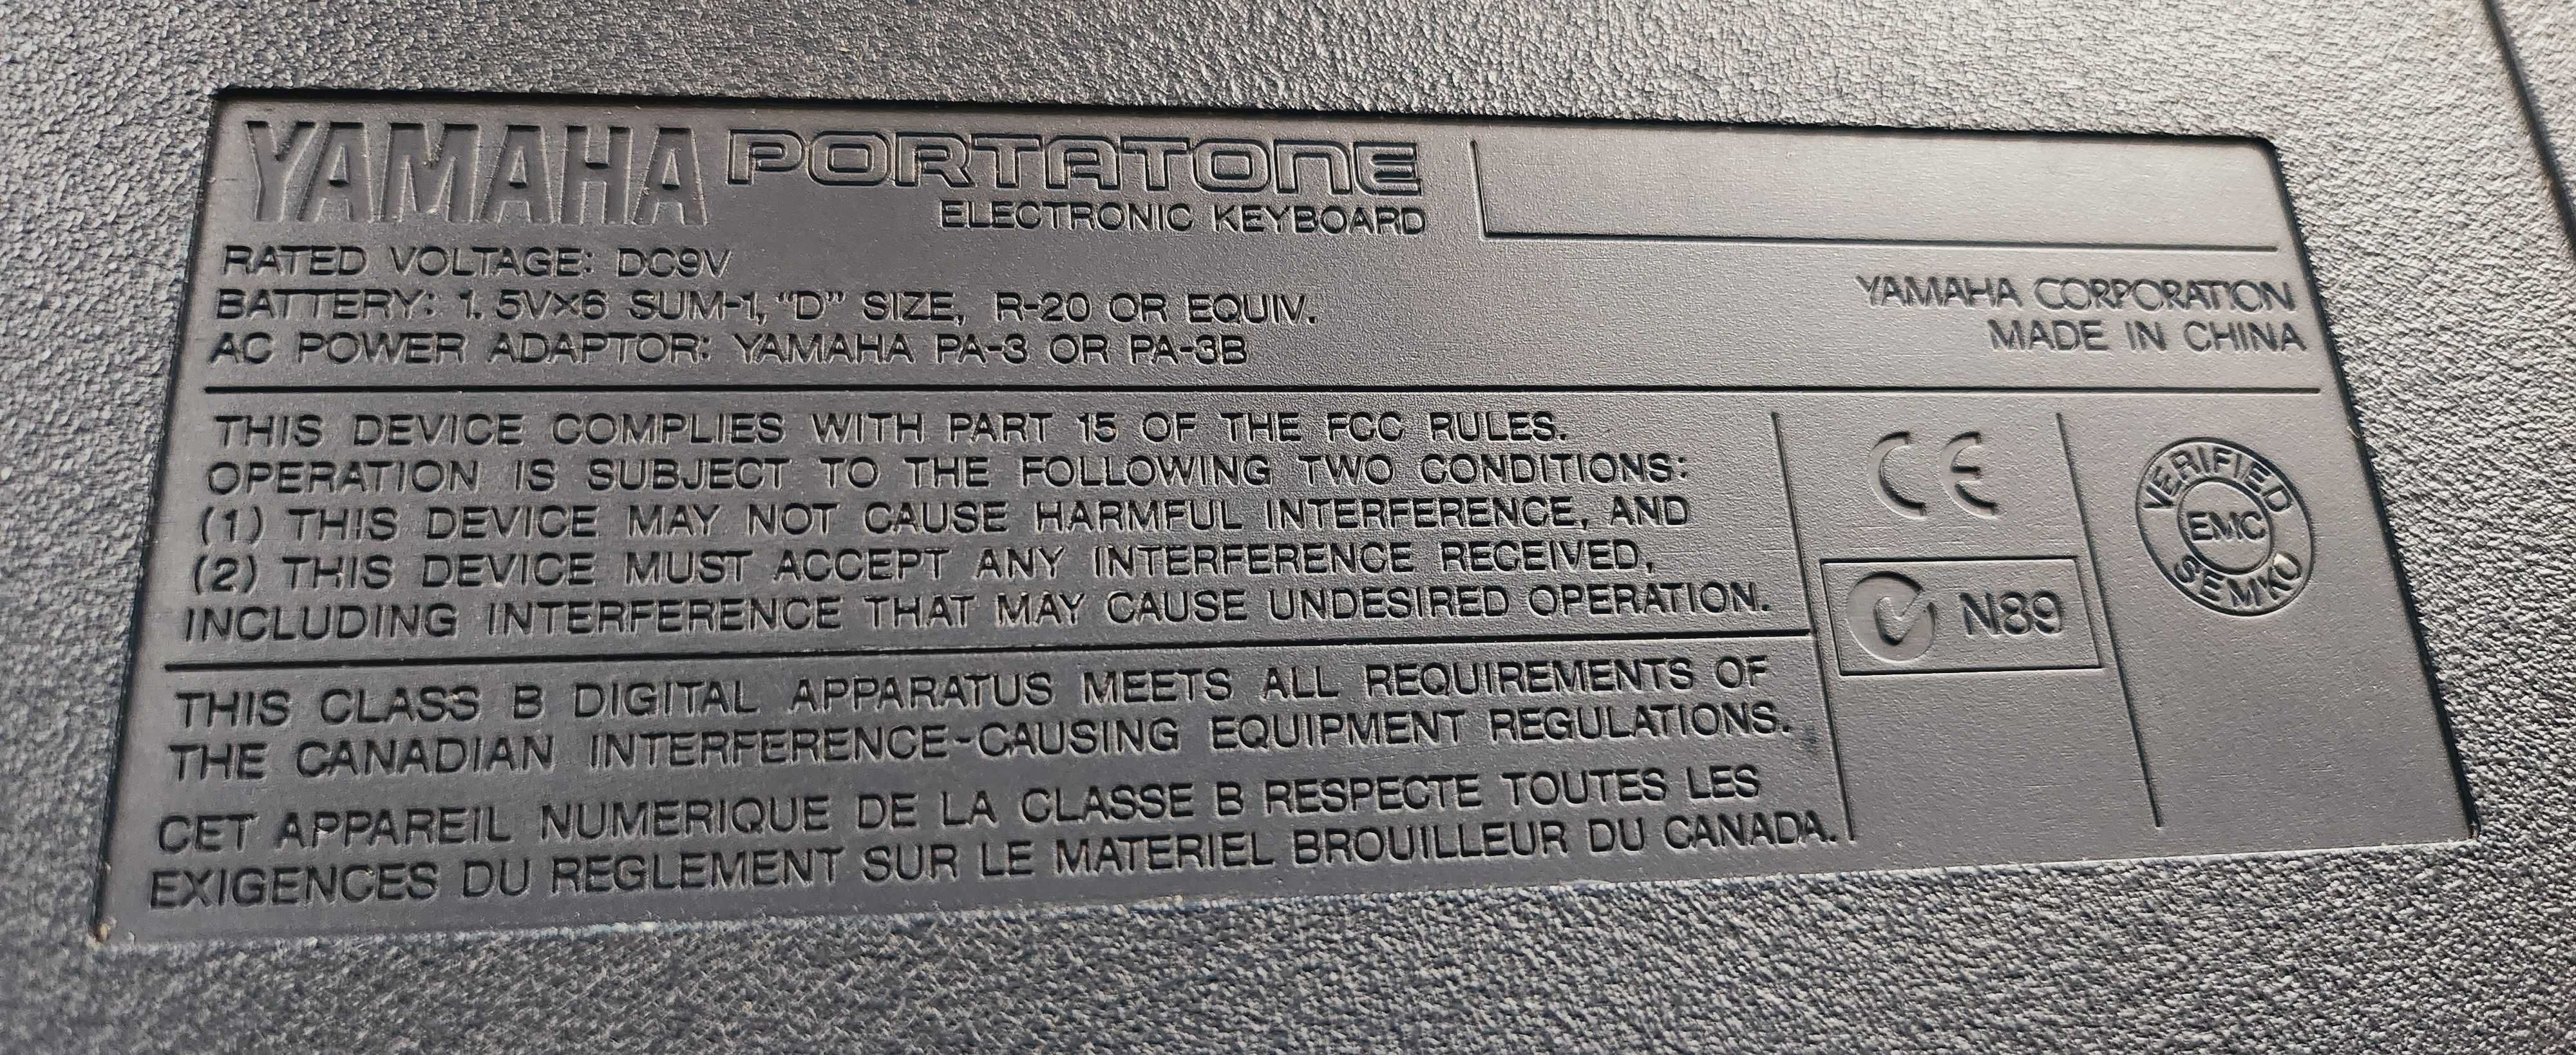 YAMAHA PORTATONE
ELECTRONIC KEYBOARD
RATED VOLTAGE: DC9V
BATTERY: 1.5V×6 SUM-1, "D" SIZE, R-20 OR EQUIV.
AC POWER ADAPTOR: YAMAHA PA-3 OR PA-3B
YAMAHA CORPORATION
MADE IN CHINA
THIS DEVICE COMPLIES WITH PART 15 OF THE FCC RULES.
OPERATION IS SUBJECT TO THE FOLLOWING TWO CONDITIONS:
(1) THIS DEVICE MAY NOT CAUSE HARMFUL INTERFERENCE, AND
(2) THIS DEVICE MUST ACCEPT ANY INTERFERENCE RECEIVED,
INCLUDING INTERFERENCE THAT MAY CAUSE UNDESIRED OPERATION.
THIS CLASS B DIGITAL APPARATUS MEETS ALL REQUIREMENTS OF
THE CANADIAN INTERFERENCE-CAUSING EQUIPMENT REGULATIONS.
CET APPAREIL NUMERIQUE DE LA CLASSE B RESPECTE TOUTES LES
EXIGENCES DU REGLEMENT SUR LE MATERIEL BROUILLEUR DU CANADA.
CE
N89
VERIFIED
EMC
SEMKO